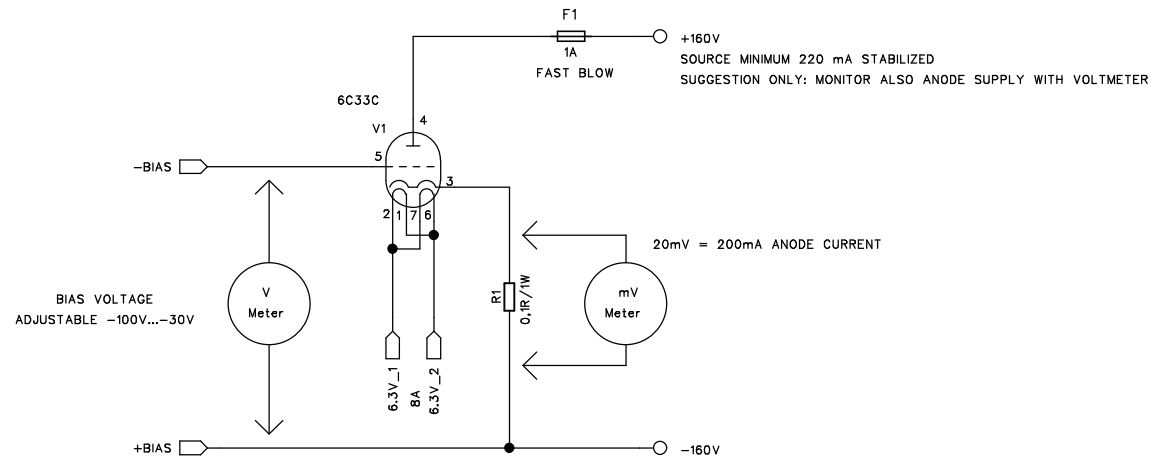 F1
+160V
1A
SOURCE MINIMUM 220 mA STABILIZED
FAST BLOW
SUGGESTION ONLY: MONITOR ALSO ANODE SUPPLY WITH VOLTMETER
6C33C
4
V1
5
-BIAS
3
2 1 7 6
20mV = 200mA ANODE CURRENT
V
Meter
BIAS VOLTAGE
ADJUSTABLE -100V...-30V
R1
0,1R/1W
mV
Meter
6.3V_1
8A
6.3V_2
+BIAS
-160V